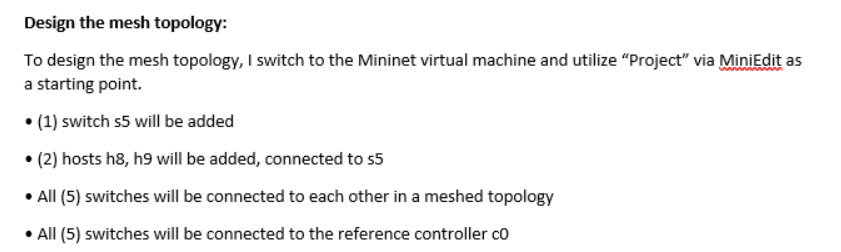 Design the mesh topology:
To design the mesh topology, I switch to the Mininet virtual machine and utilize “Project” via MiniEdit as
a starting point.
• (1) switch s5 will be added
• (2) hosts h8, h9 will be added, connected to s5
• All (5) switches will be connected to each other in a meshed topology
• All (5) switches will be connected to the reference controller c0